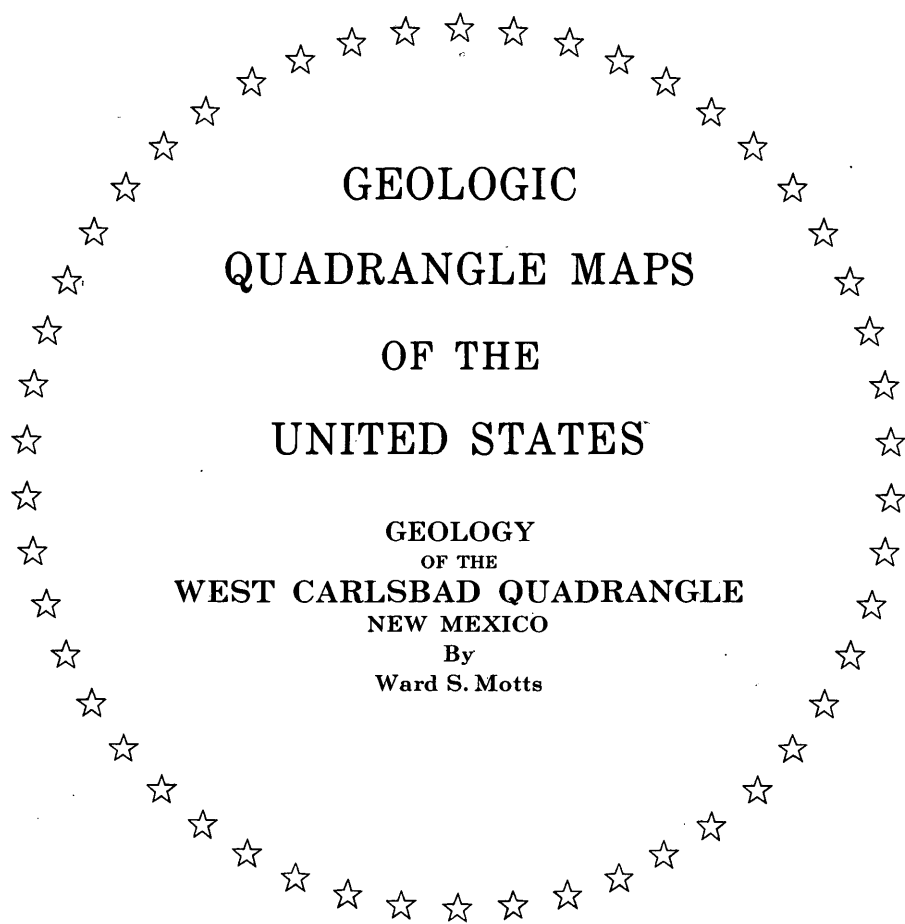 GEOLOGIC
QUADRANGLE MAPS
OF THE
UNITED STATES
GEOLOGY
OF THE
WEST CARLSBAD QUADRANGLE
NEW MEXICO
By
Ward S. Motts